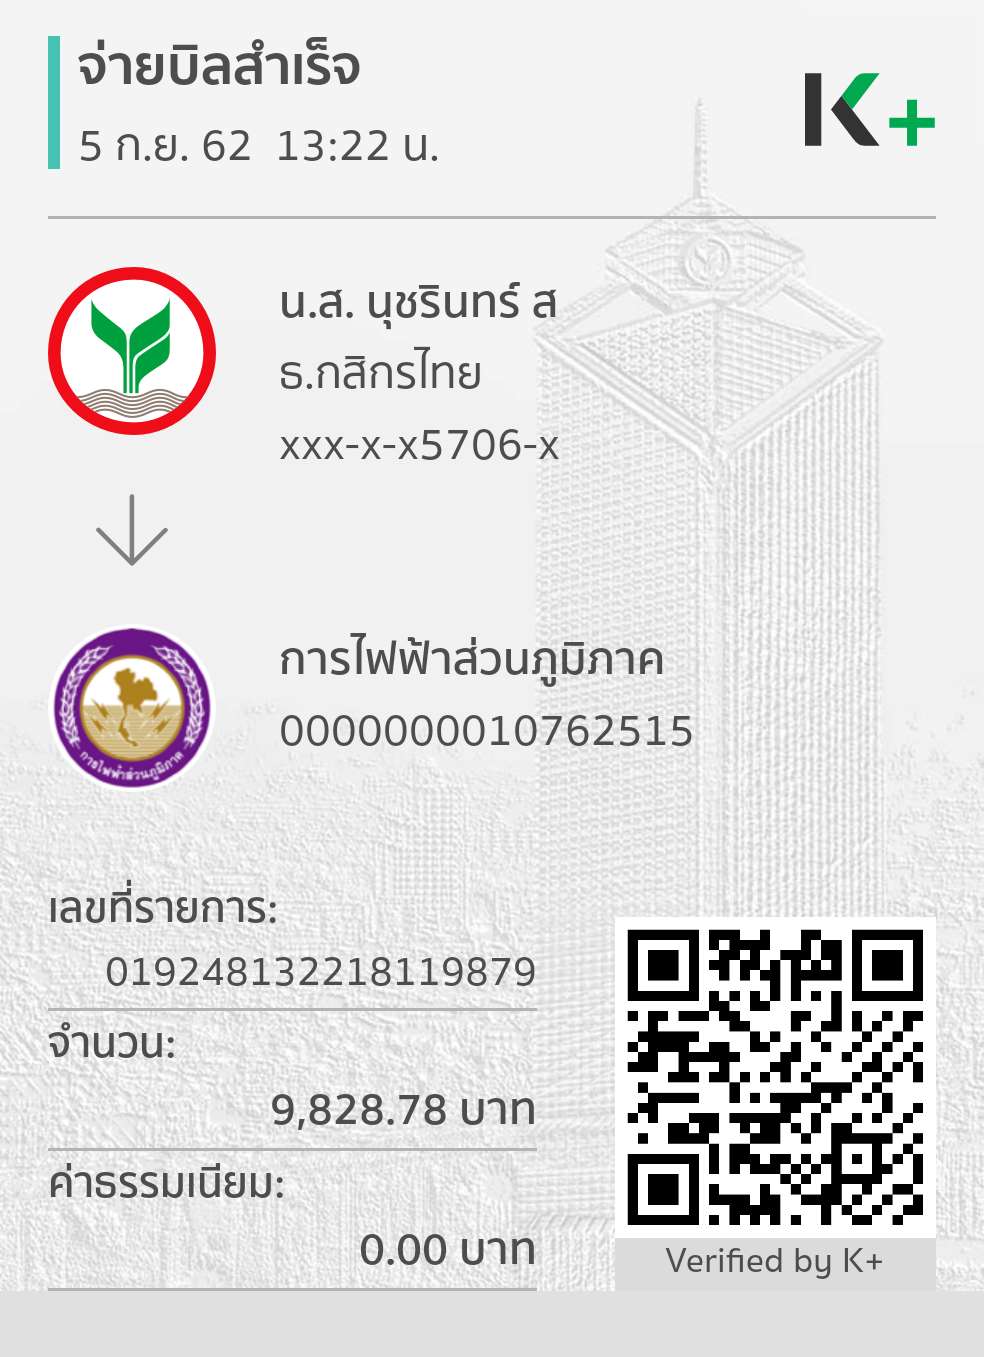 จ่ายบิลสำเร็จ
5 ก.ย. 62 13:22 น.
K+
น.ส. นุชรินทร์ ส
ธ.กสิกรไทย
xxx-x-x5706-x
การไฟฟ้าส่วนภูมิภาค
0000000010762515
การไฟฟ้าส่วนภูมิภาค
เลขที่รายการ:
019248132218119879
จำนวน:
9,828.78 บาท
ค่าธรรมเนียม:
0.00 บาท
Verified by K+